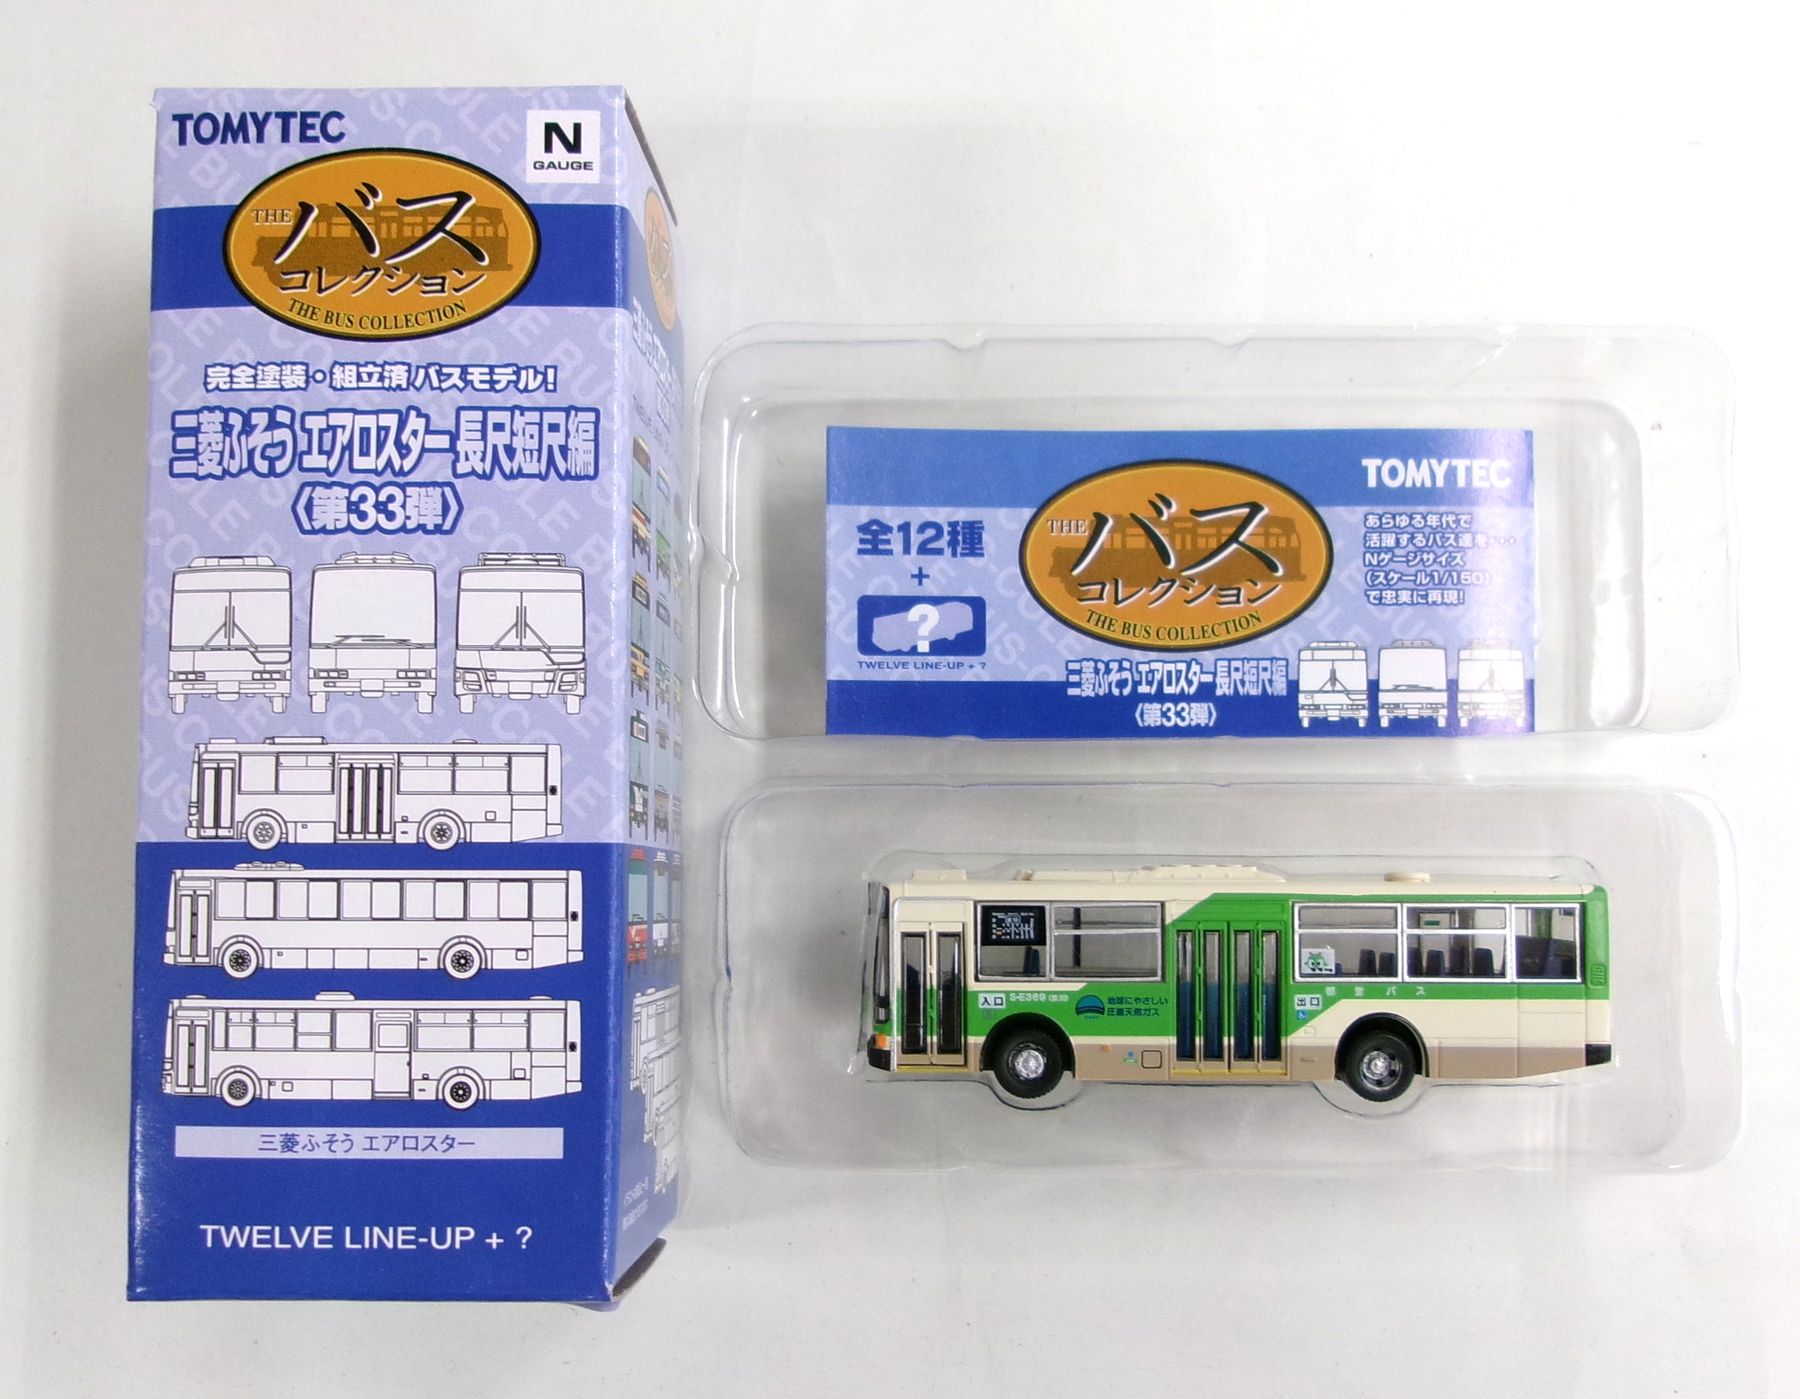 TOMYTEC
N
GAUGE
THE
バス
コレクション
THE BUS COLLECTION
完全塗装・組立済 バスモデル!
三菱ふそう エアロスター 長尺短尺編
〈第33弾〉
三菱ふそう エアロスター
TWELVE LINE-UP + ?
全12種
+
?
TWELVE LINE-UP + ?
THE
バス
コレクション
THE BUS COLLECTION
TOMYTEC
あらゆる年代で
活躍するバス達を…
Nゲージサイズ
(スケール1/150)
で忠実に再現!
三菱ふそう エアロスター 長尺短尺編
〈第33弾〉
入口
S-E369
地球にやさしい
圧縮天然ガス
出口
都営バス